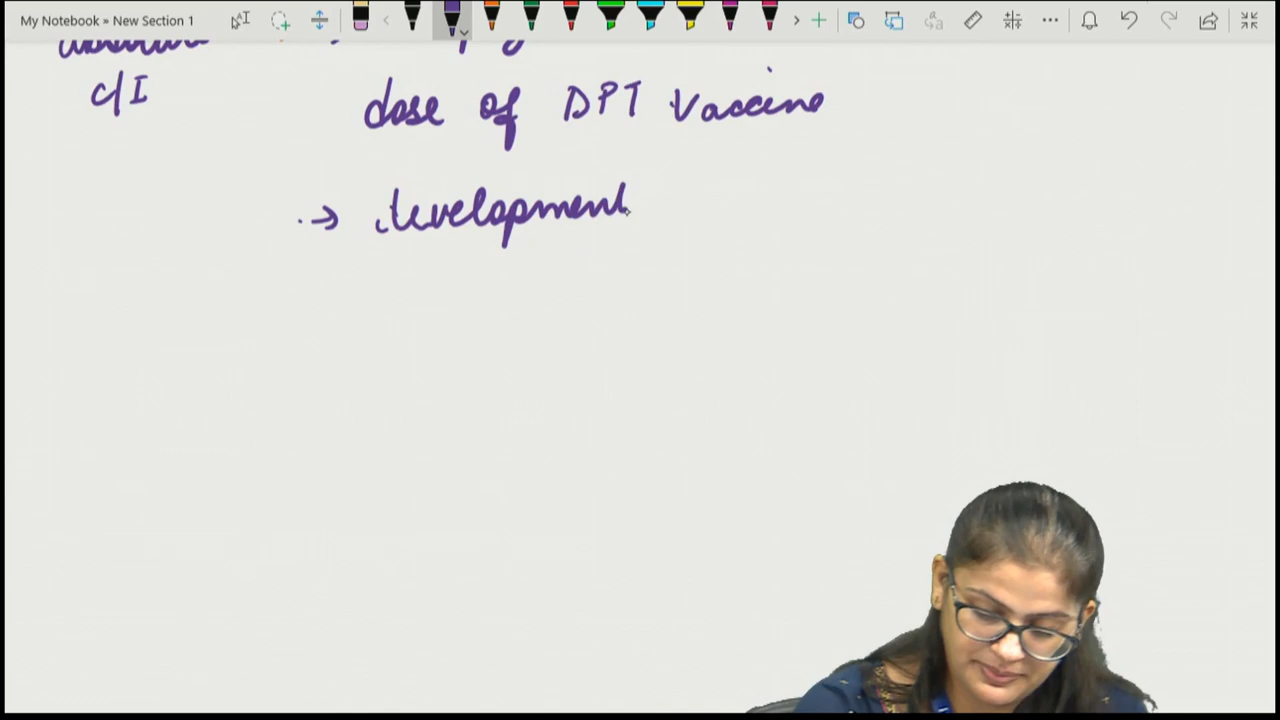 My Notebook » New Section 1
C/I
dose of DPT Vaccine
→ development